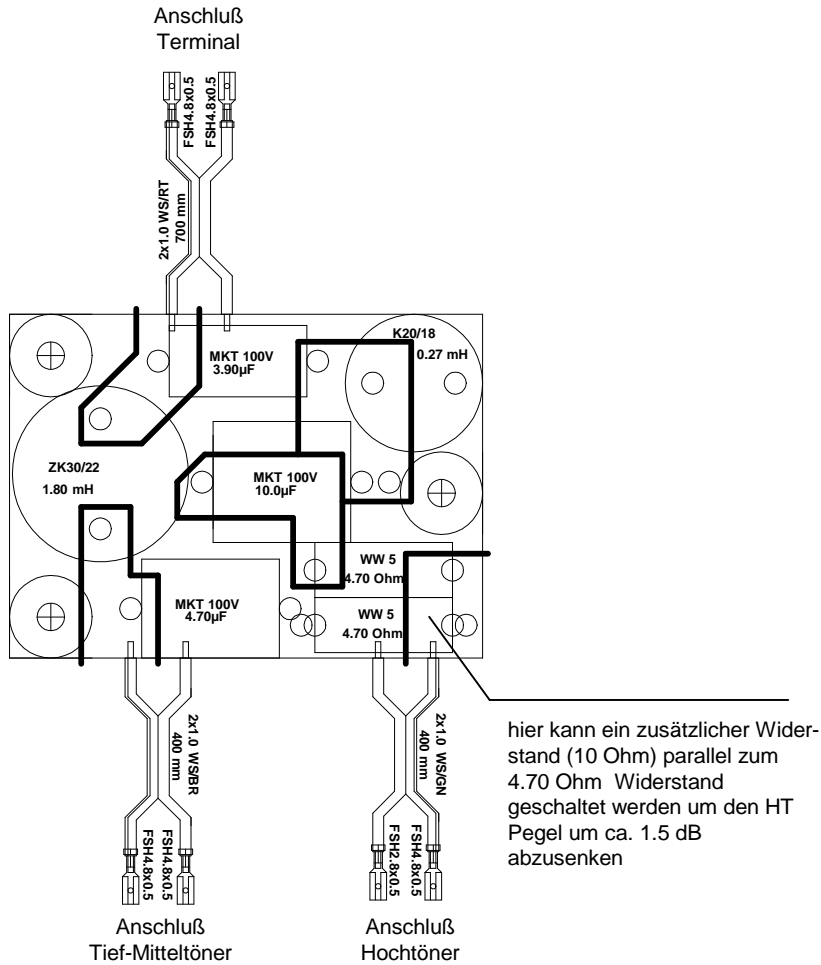 Anschluß
Terminal
FSH4.8x0.5
FSH4.8x0.5
2x1.0 WS/RT
700 mm
K20/18
0.27 mH
MKT 100V
3.90µF
ZK30/22
1.80 mH
MKT 100V
10.0µF
WW 5
4.70 Ohm
MKT 100V
4.70µF
WW 5
4.70 Ohm
2x1.0 WS/BR
400 mm
FSH4.8x0.5
FSH4.8x0.5
2x1.0 WS/GN
400 mm
FSH2.8x0.5
FSH4.8x0.5
hier kann ein zusätzlicher Wider-
stand (10 Ohm) parallel zum
4.70 Ohm Widerstand
geschaltet werden um den HT
Pegel um ca. 1.5 dB
abzusenken
Anschluß
Tief-Mitteltöner
Anschluß
Hochtöner